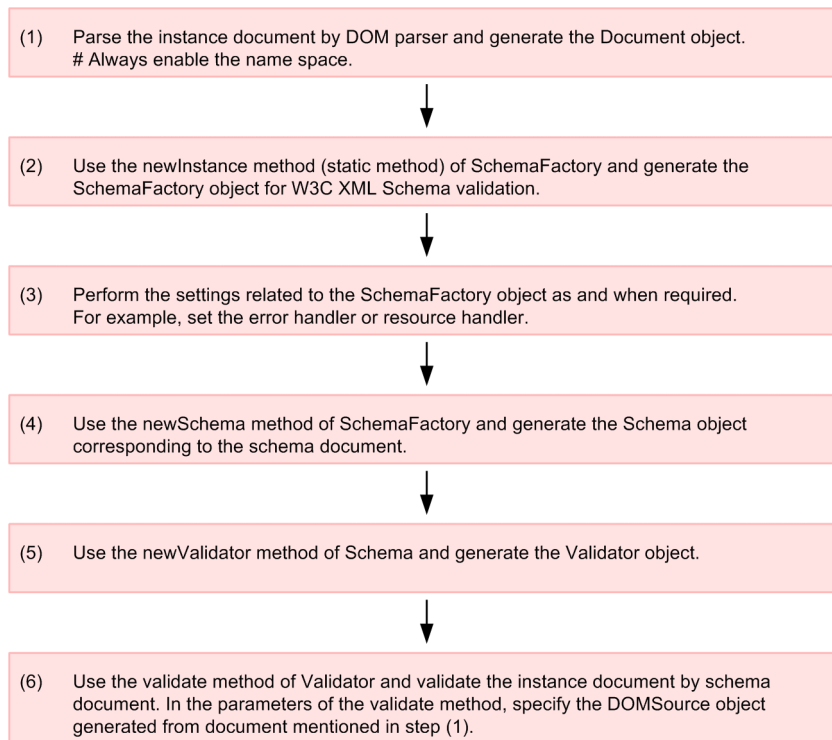 (1) Parse the instance document by DOM parser and generate the Document object.
# Always enable the name space.
(2) Use the newInstance method (static method) of SchemaFactory and generate the
SchemaFactory object for W3C XML Schema validation.
(3) Perform the settings related to the SchemaFactory object as and when required.
For example, set the error handler or resource handler.
(4) Use the newSchema method of SchemaFactory and generate the Schema object
corresponding to the schema document.
(5) Use the newValidator method of Schema and generate the Validator object.
(6) Use the validate method of Validator and validate the instance document by schema
document. In the parameters of the validate method, specify the DOMSource object
generated from document mentioned in step (1).